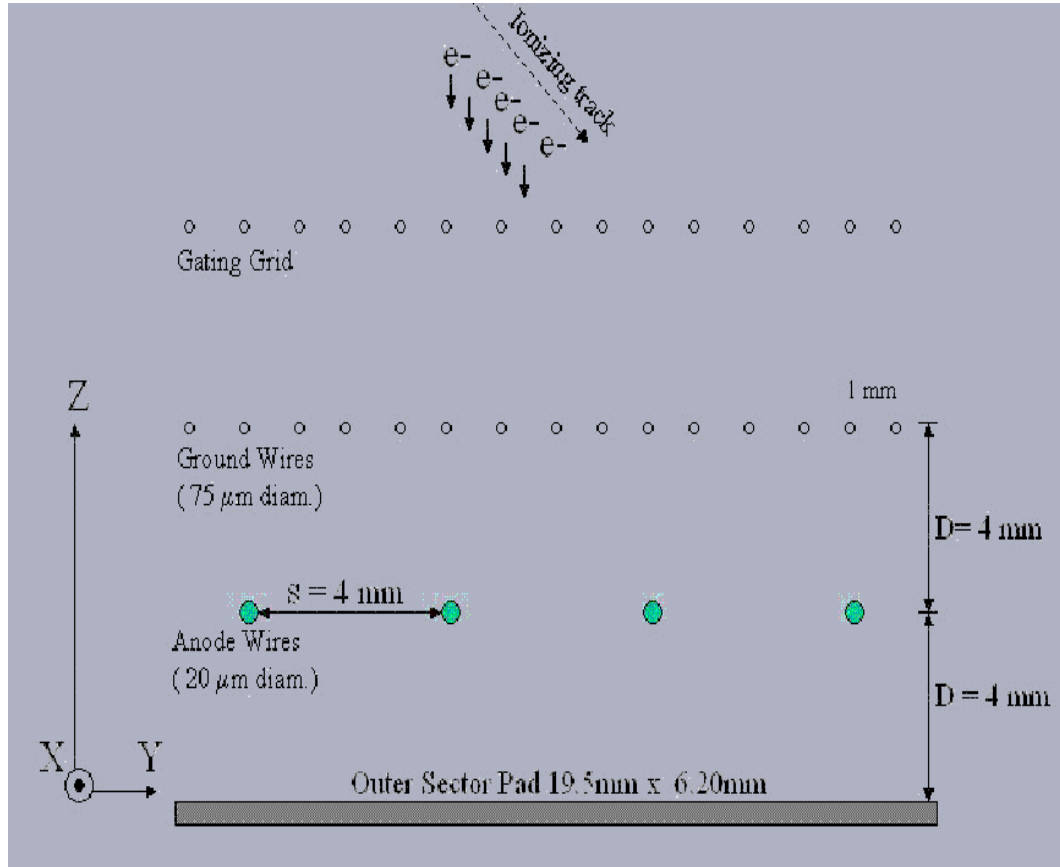 Ionizing track
e-
e-
e-
e-
e-
Gating Grid
1 mm
Z
Ground Wires
( 75 µm diam.)
D= 4 mm
s = 4 mm
Anode Wires
( 20 µm diam.)
D = 4 mm
X
Y
Outer Sector Pad 19.5mm x 6.20mm